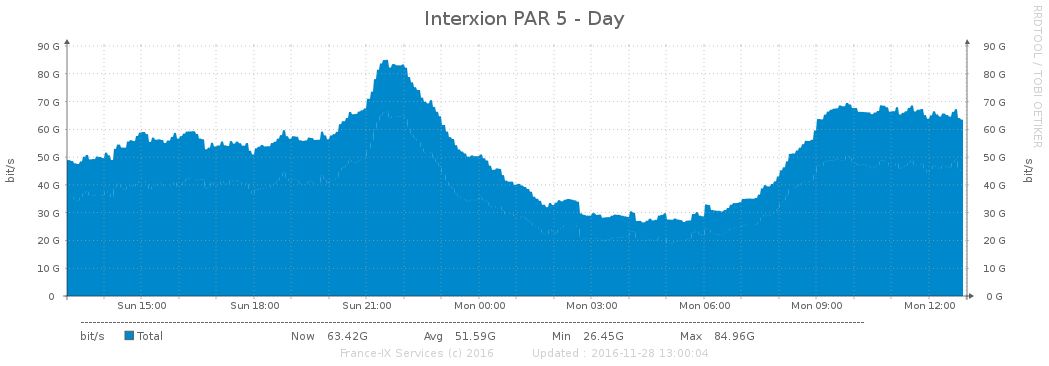 Interxion PAR 5 - Day
RRDTOOL / TOBI OETIKER
90 G 90 G
80 G 80 G
70 G 70 G
60 G 60 G
50 G 50 G
40 G 40 G
30 G 30 G
20 G 20 G
10 G 10 G
0 0 G
bit/s bit/s
Sun 15:00 Sun 18:00 Sun 21:00 Mon 00:00 Mon 03:00 Mon 06:00 Mon 09:00 Mon 12:00
bit/s Total Now 63.42G Avg 51.59G Min 26.45G Max 84.96G
France-IX Services (c) 2016 Updated : 2016-11-28 13:00:04